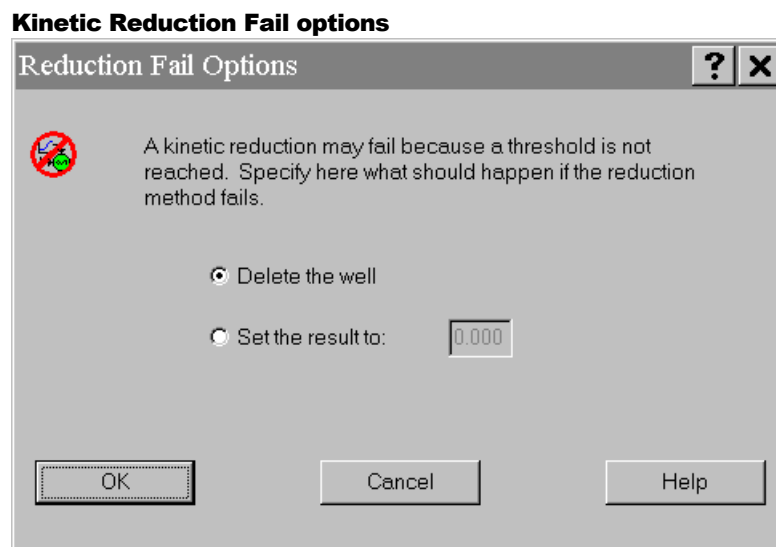 Kinetic Reduction Fail options
Reduction Fail Options
A kinetic reduction may fail because a threshold is not
reached. Specify here what should happen if the reduction
method fails.
Delete the well
Set the result to: 0.000
OK Cancel Help